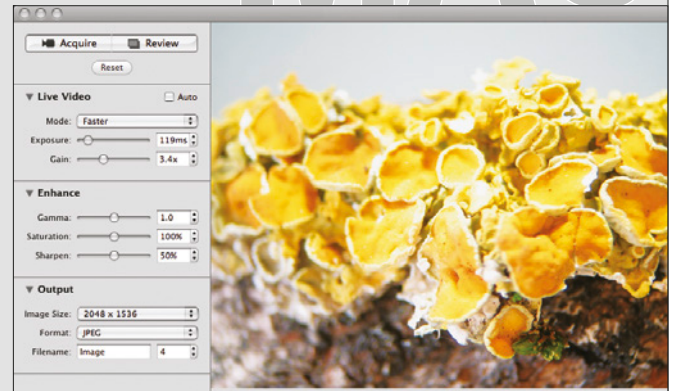 Acquire Review
Reset
Live Video Auto
Mode: Faster
Exposure: 119ms
Gain: 3.4x
Enhance
Gamma: 1.0
Saturation: 100%
Sharpen: 50%
Output
Image Size: 2048 x 1536
Format: JPEG
Filename: Image 4